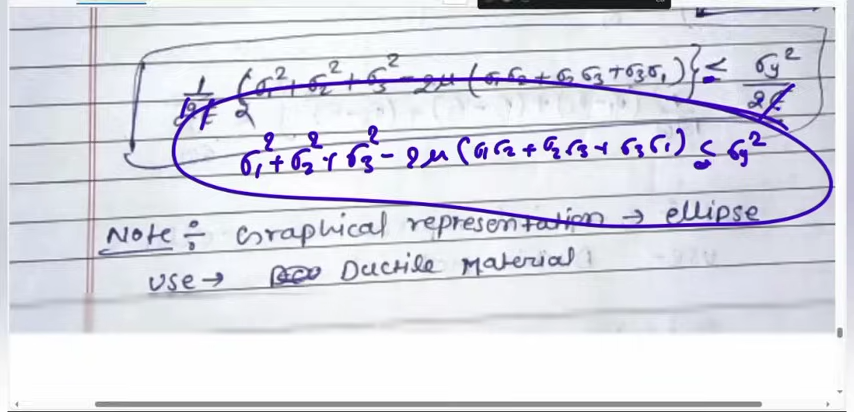 1/2E {σ₁² + σ₂² + σ₃² - 2μ (σ₁σ₂ + σ₂σ₃ + σ₃σ₁)} ≤ σy²/2E
σ₁² + σ₂² + σ₃² - 2μ (σ₁σ₂ + σ₂σ₃ + σ₃σ₁) ≤ σy²
Note ÷ Graphical representation → ellipse
use → Ductile Material